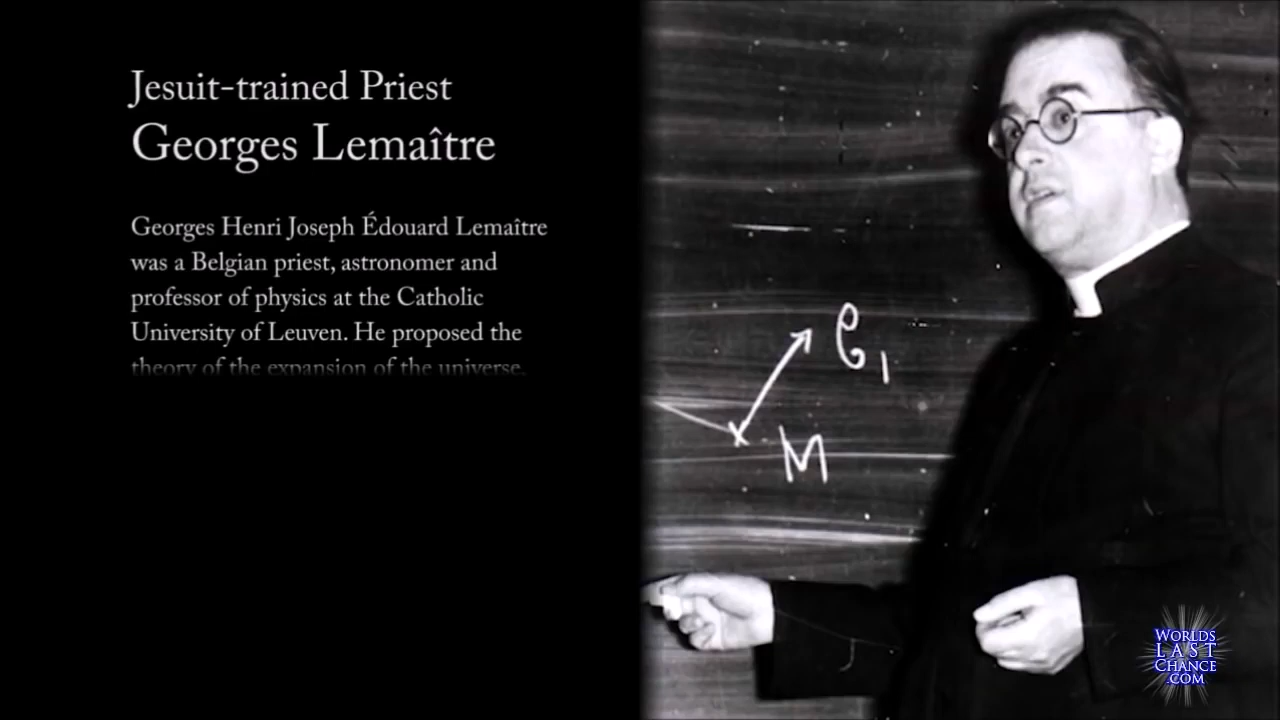 Jesuit-trained Priest
Georges Lemaître
Georges Henri Joseph Édouard Lemaître
was a Belgian priest, astronomer and
professor of physics at the Catholic
University of Leuven. He proposed the
theory of the expansion of the universe.
C1
M
WORLDS
LAST
CHANCE
.COM